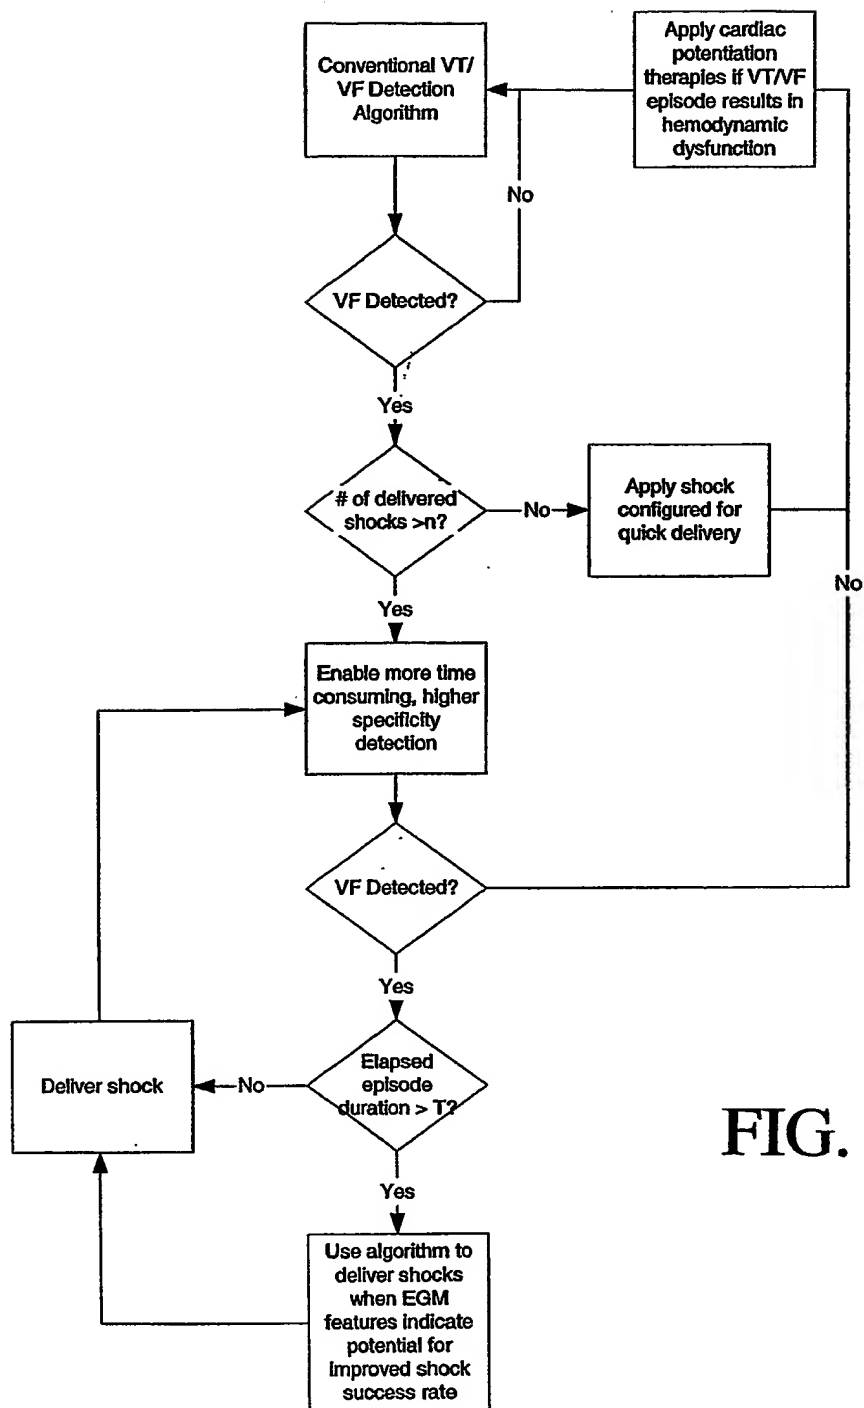 Conventional VT/
VF Detection
Algorithm
Apply cardiac
potentiation
therapies if VT/VF
episode results in
hemodynamic
dysfunction
No
VF Detected?
Yes
# of delivered
shocks >n?
No
Apply shock
configured for
quick delivery
No
Yes
Enable more time
consuming, higher
specificity
detection
VF Detected?
Yes
Elapsed
episode
duration > T?
No
Deliver shock
Yes
Use algorithm to
deliver shocks
when EGM
features indicate
potential for
improved shock
success rate
FIG.